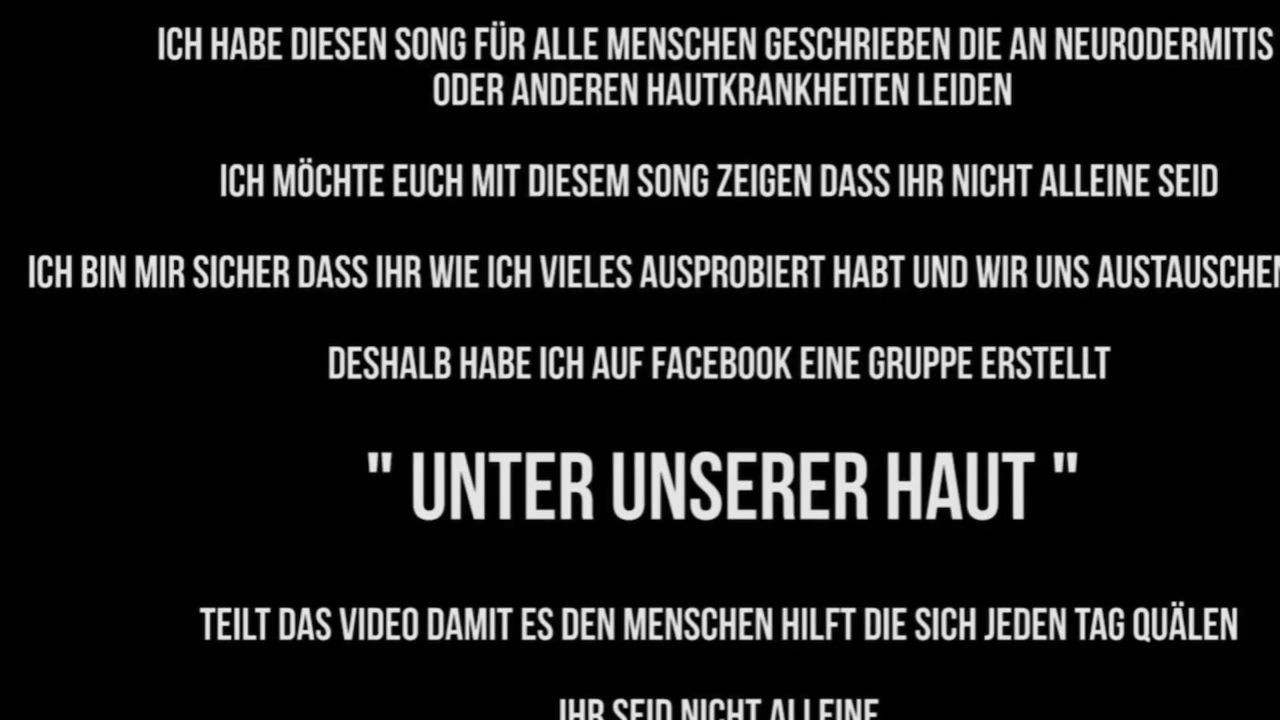 ICH HABE DIESEN SONG FÜR ALLE MENSCHEN GESCHRIEBEN DIE AN NEURODERMITIS
ODER ANDEREN HAUTKRANKHEITEN LEIDEN
ICH MÖCHTE EUCH MIT DIESEM SONG ZEIGEN DASS IHR NICHT ALLEINE SEID
ICH BIN MIR SICHER DASS IHR WIE ICH VIELES AUSPROBIERT HABT UND WIR UNS AUSTAUSCHEN
DESHALB HABE ICH AUF FACEBOOK EINE GRUPPE ERSTELLT
" UNTER UNSERER HAUT "
TEILT DAS VIDEO DAMIT ES DEN MENSCHEN HILFT DIE SICH JEDEN TAG QUÄLEN
IHR SEID NICHT ALLEINE